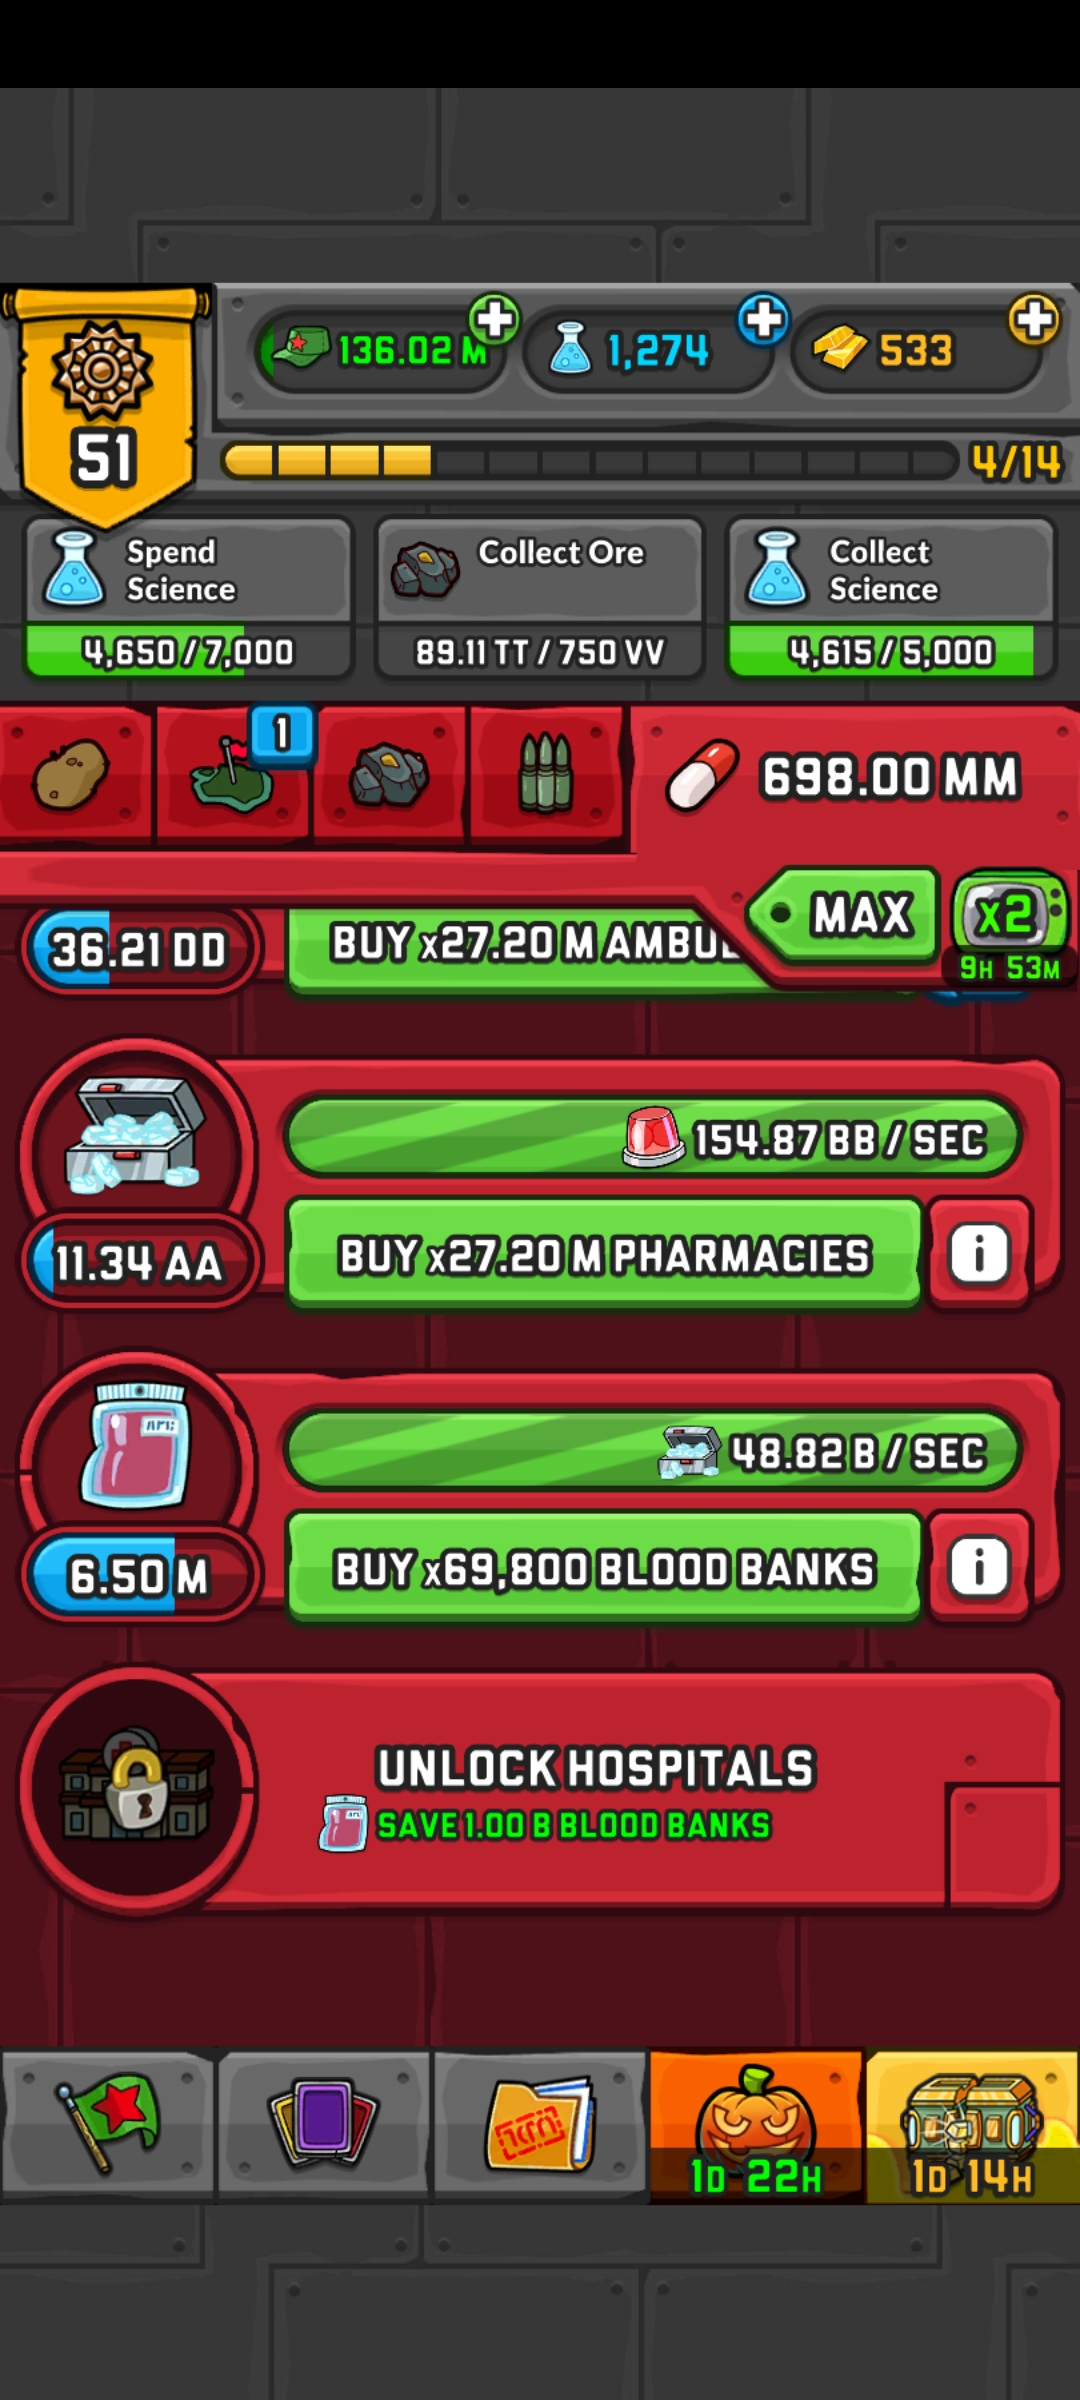 51
136.02 M
1,274
533
4/14
Spend
Science
4,650 / 7,000
Collect Ore
89.11 TT / 750 VV
Collect
Science
4,615 / 5,000
1
698.00 MM
MAX
x2
9H 53M
36.21 DD
BUY x27.20 M
154.87 BB / SEC
11.34 AA
BUY x27.20 M PHARMACIES
i
48.82 B / SEC
6.50 M
BUY x69,800 BLOOD BANKS
i
UNLOCK HOSPITALS
SAVE 1.00 B BLOOD BANKS
1D 22H
1D 14H